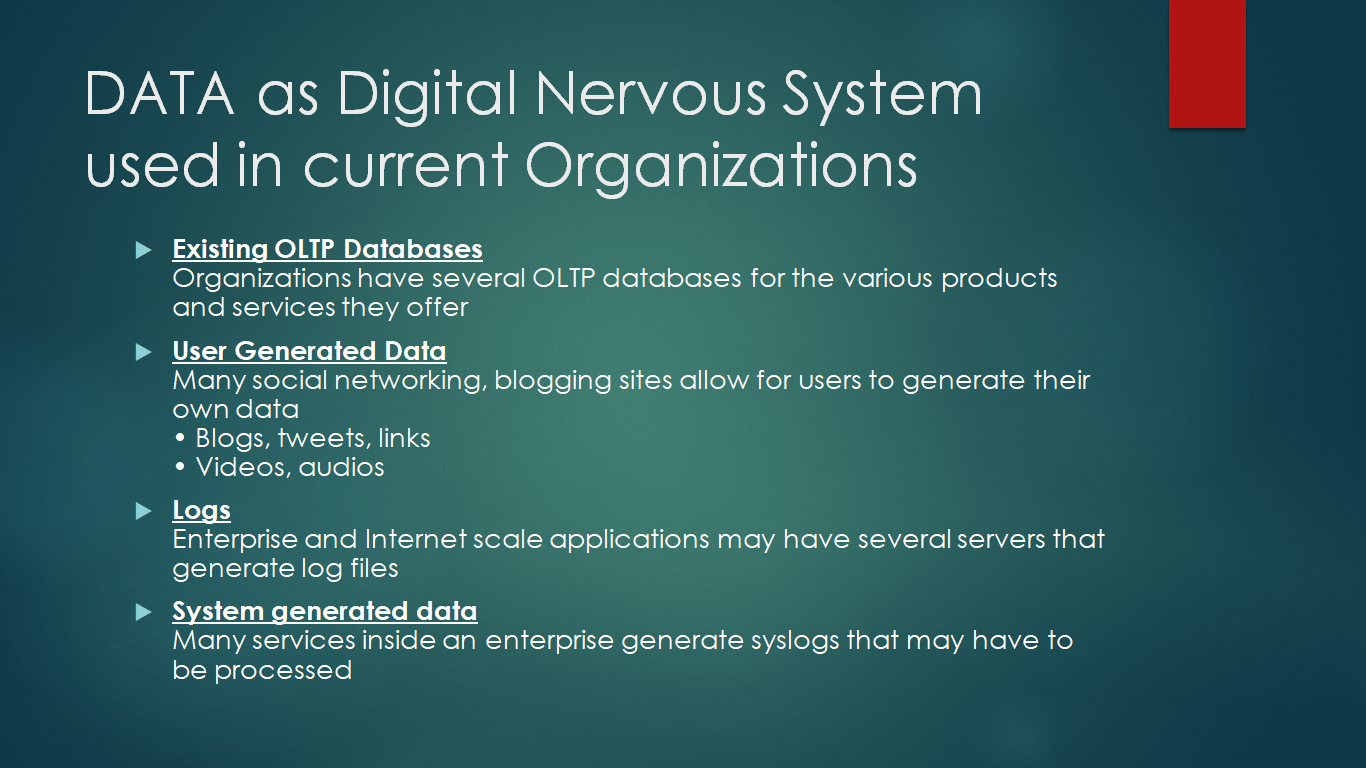 DATA as Digital Nervous System
used in current Organizations
Existing OLTP Databases
Organizations have several OLTP databases for the various products
and services they offer
User Generated Data
Many social networking, blogging sites allow for users to generate their
own data
• Blogs, tweets, links
• Videos, audios
Logs
Enterprise and Internet scale applications may have several servers that
generate log files
System generated data
Many services inside an enterprise generate syslogs that may have to
be processed